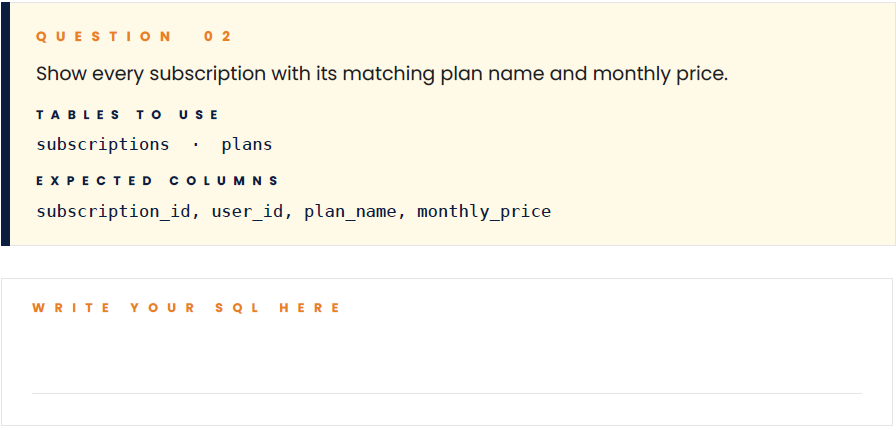 QUESTION 02
Show every subscription with its matching plan name and monthly price.
TABLES TO USE
subscriptions · plans
EXPECTED COLUMNS
subscription_id, user_id, plan_name, monthly_price
WRITE YOUR SQL HERE